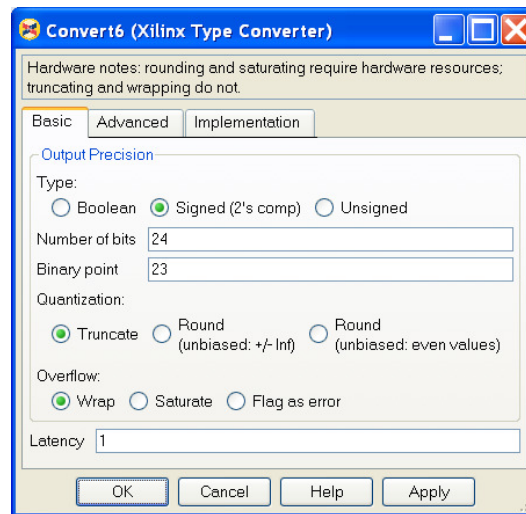 Convert6 (Xilinx Type Converter)
Hardware notes: rounding and saturating require hardware resources;
truncating and wrapping do not.
Basic Advanced Implementation
Output Precision
Type:
Boolean Signed (2's comp) Unsigned
Number of bits 24
Binary point 23
Quantization:
Truncate Round (unbiased: +/- Inf) Round (unbiased: even values)
Overflow:
Wrap Saturate Flag as error
Latency 1
OK Cancel Help Apply